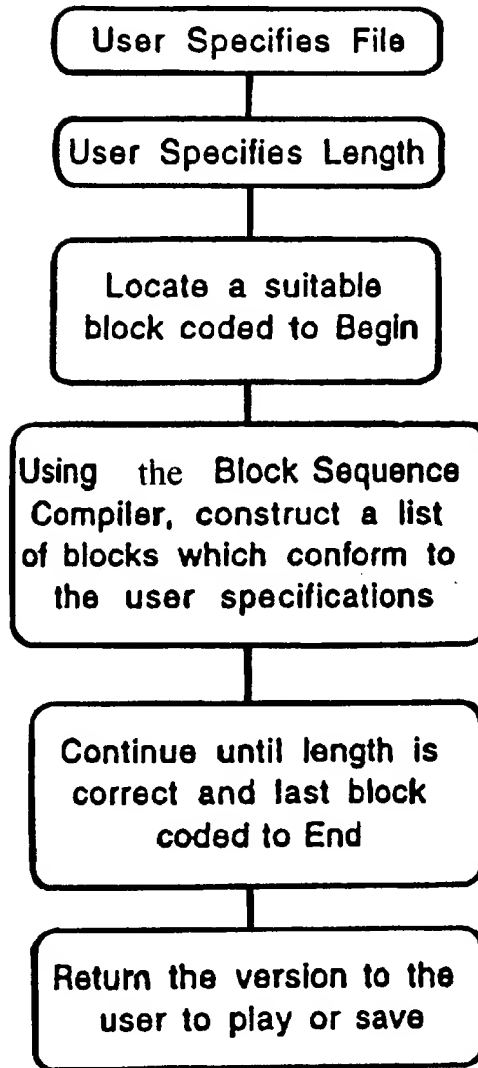 User Specifies File
User Specifies Length
Locate a suitable
block coded to Begin
Using the Block Sequence
Compiler, construct a list
of blocks which conform to
the user specifications
Continue until length is
correct and last block
coded to End
Return the version to the
user to play or save